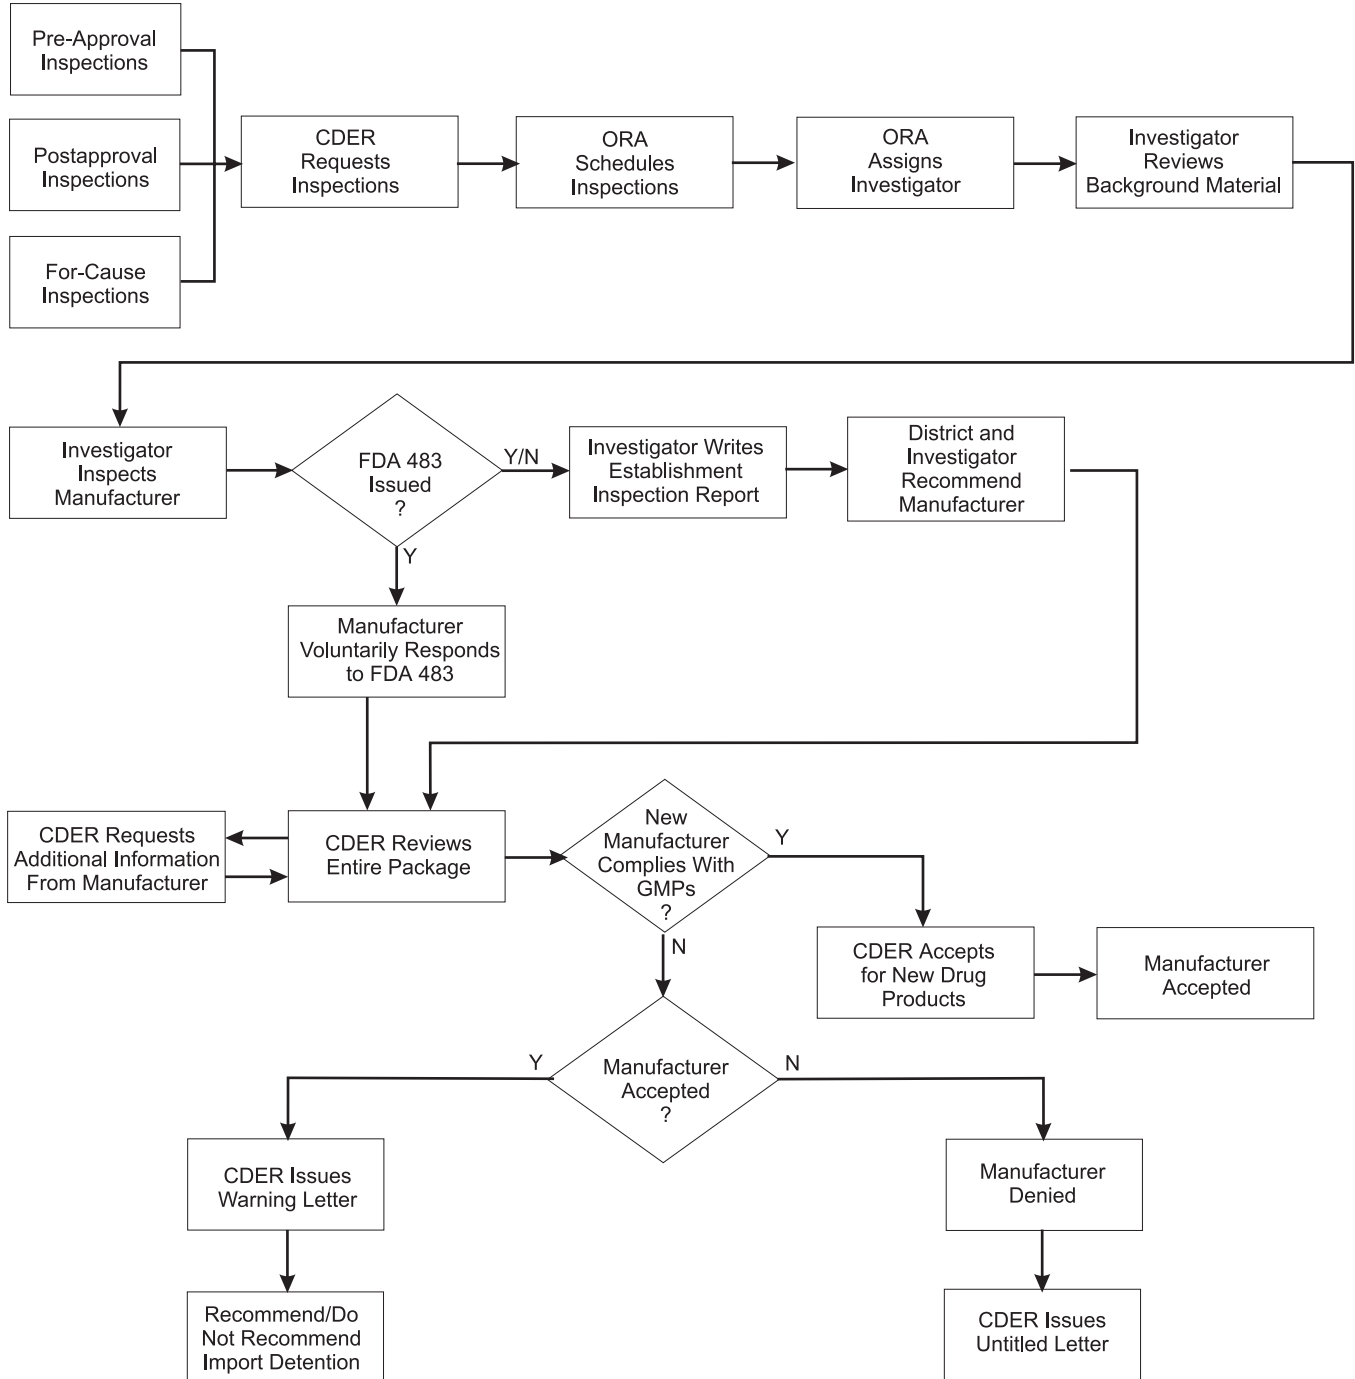 Pre-Approval
Inspections
Postapproval
Inspections
For-Cause
Inspections
CDER
Requests
Inspections
ORA
Schedules
Inspections
ORA
Assigns
Investigator
Investigator
Reviews
Background Material
Investigator
Inspects
Manufacturer
FDA 483
Issued
?
Y/N
Y
Investigator Writes
Establishment
Inspection Report
District and
Investigator
Recommend
Manufacturer
Manufacturer
Voluntarily Responds
to FDA 483
CDER Requests
Additional Information
From Manufacturer
CDER Reviews
Entire Package
New
Manufacturer
Complies With
GMPs
?
Y
N
CDER Accepts
for New Drug
Products
Manufacturer
Accepted
Manufacturer
Accepted
?
Y
N
CDER Issues
Warning Letter
Manufacturer
Denied
Recommend/Do
Not Recommend
Import Detention
CDER Issues
Untitled Letter